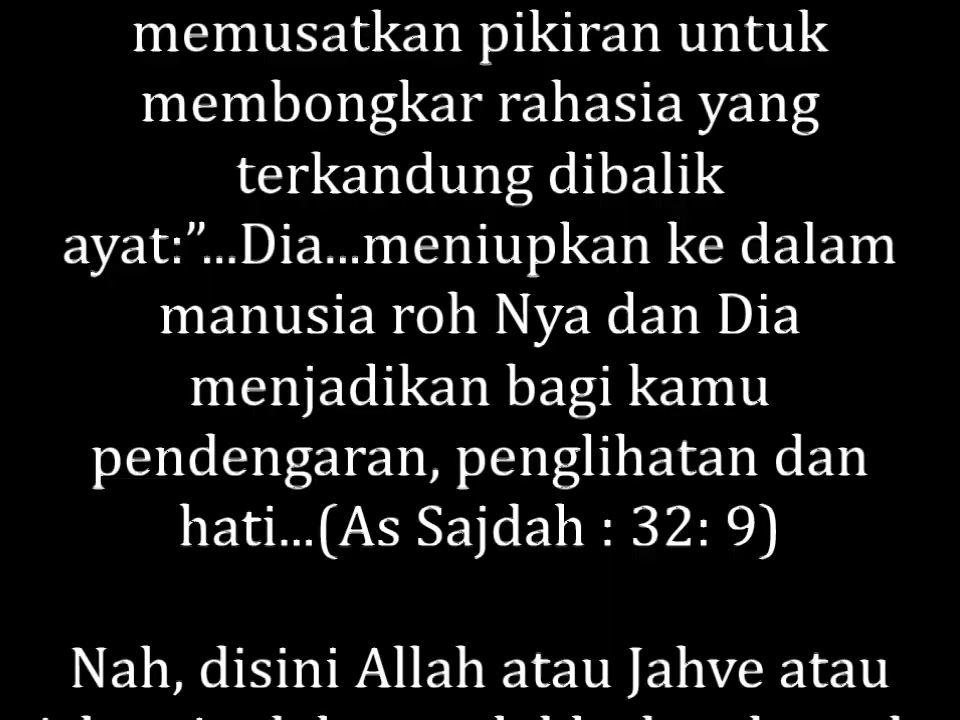 memusatkan pikiran untuk
membongkar rahasia yang
terkandung dibalik
ayat:”...Dia...meniupkan ke dalam
manusia roh Nya dan Dia
menjadikan bagi kamu
pendengaran, penglihatan dan
hati...(As Sajdah : 32: 9)
Nah, disini Allah atau Jahve atau